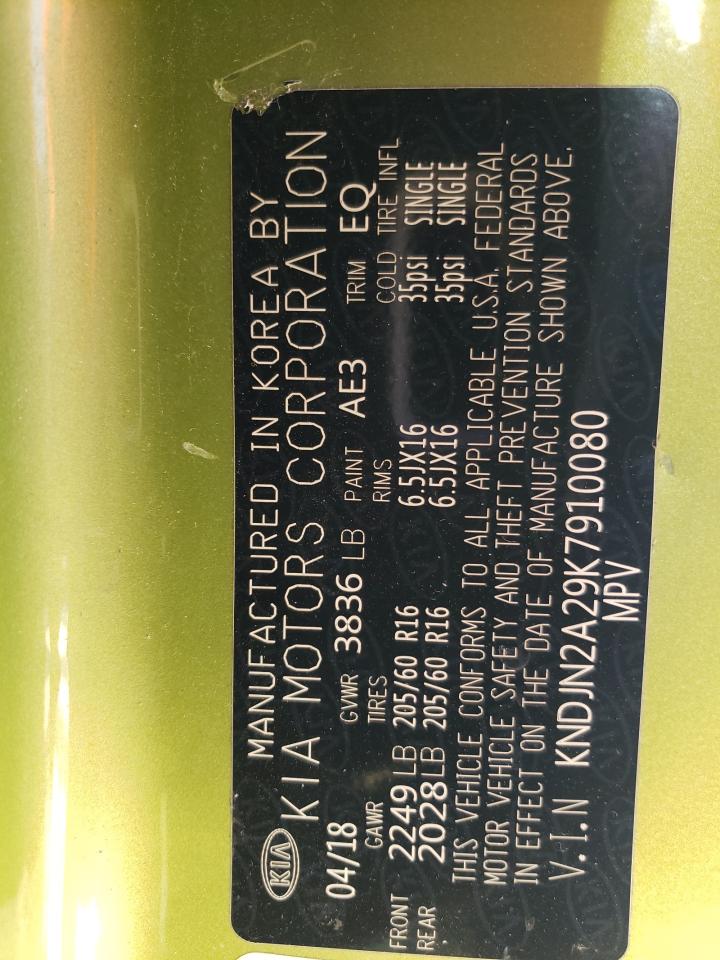 MANUFACTURED IN KOREA BY
KIA KIA MOTORS CORPORATION
04/18 GVWR 3836 LB PAINT AE3 TRIM EQ
GAWR TIRES RIMS COLD TIRE INFL
FRONT 2249 LB 205/60 R16 6.5JX16 35psi SINGLE
REAR 2028 LB 205/60 R16 6.5JX16 35psi SINGLE
THIS VEHICLE CONFORMS TO ALL APPLICABLE U.S.A. FEDERAL
MOTOR VEHICLE SAFETY AND THEFT PREVENTION STANDARDS
IN EFFECT ON THE DATE OF MANUFACTURE SHOWN ABOVE.
V.I.N KNDJN2A29K7910080
MPV